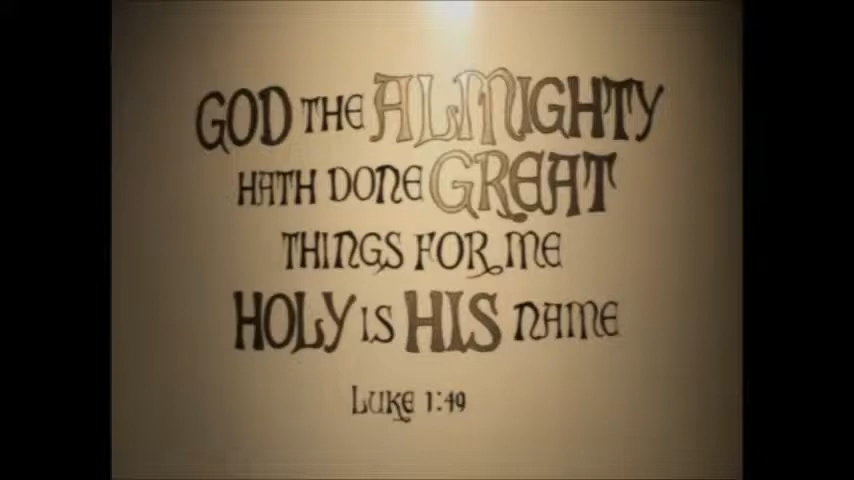 GOD THE ALMIGHTY
HATH DONE GREAT
THINGS FOR ME
HOLY IS HIS NAME
LUKE 1:49